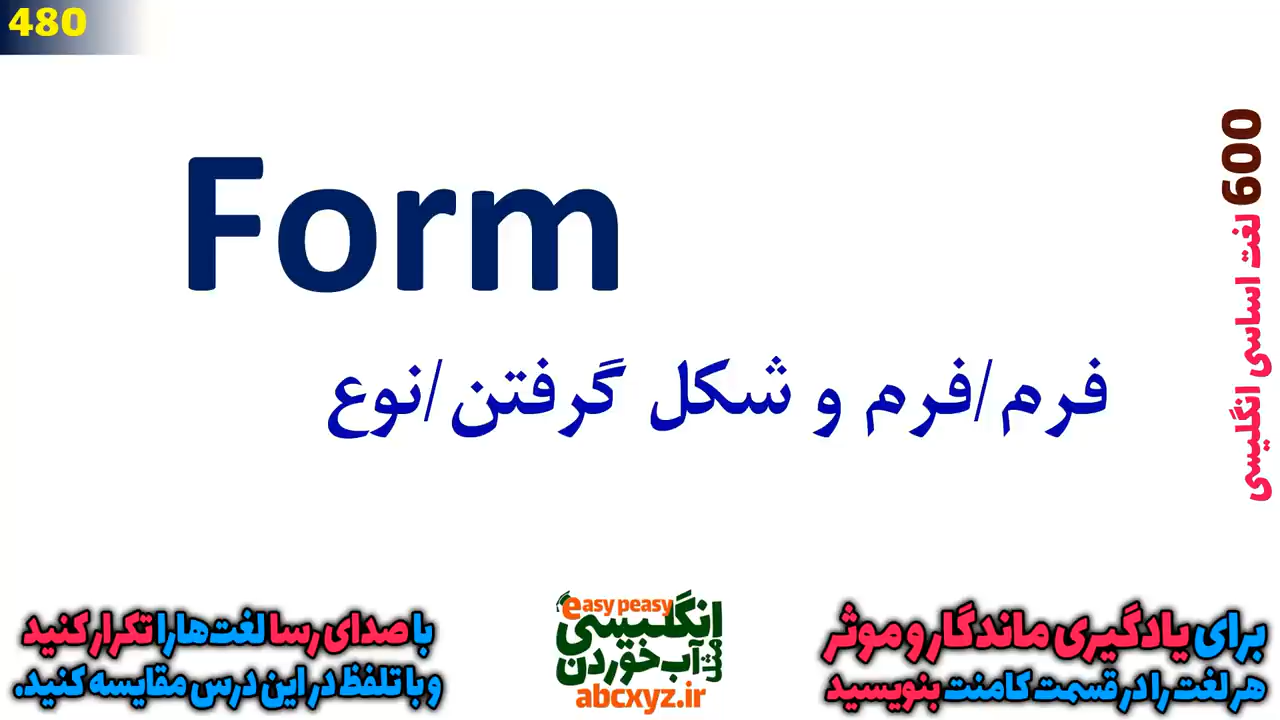 480
Form
فرم/فرم و شکل گرفتن/نوع
600 لغت اساسی انگلیسی
برای یادگیری ماندگار و موثر
هر لغت را در قسمت کامنت بنویسید
easy peasy
انگلیسی
مثل آب خوردن
abcxyz.ir
با صدای رسا لغت‌ها را تکرار کنید
و با تلفظ در این درس مقایسه کنید.